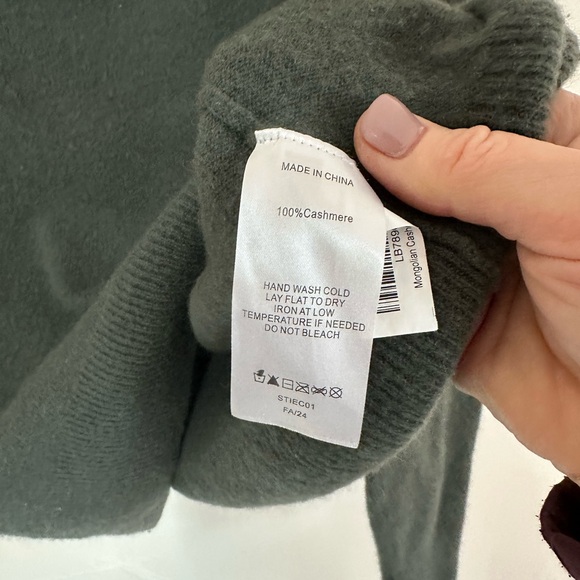 MADE IN CHINA
100%Cashmere
HAND WASH COLD
LAY FLAT TO DRY
IRON AT LOW
TEMPERATURE IF NEEDED
DO NOT BLEACH
STIEC01
FA/24
LB789
Mongolian Cash